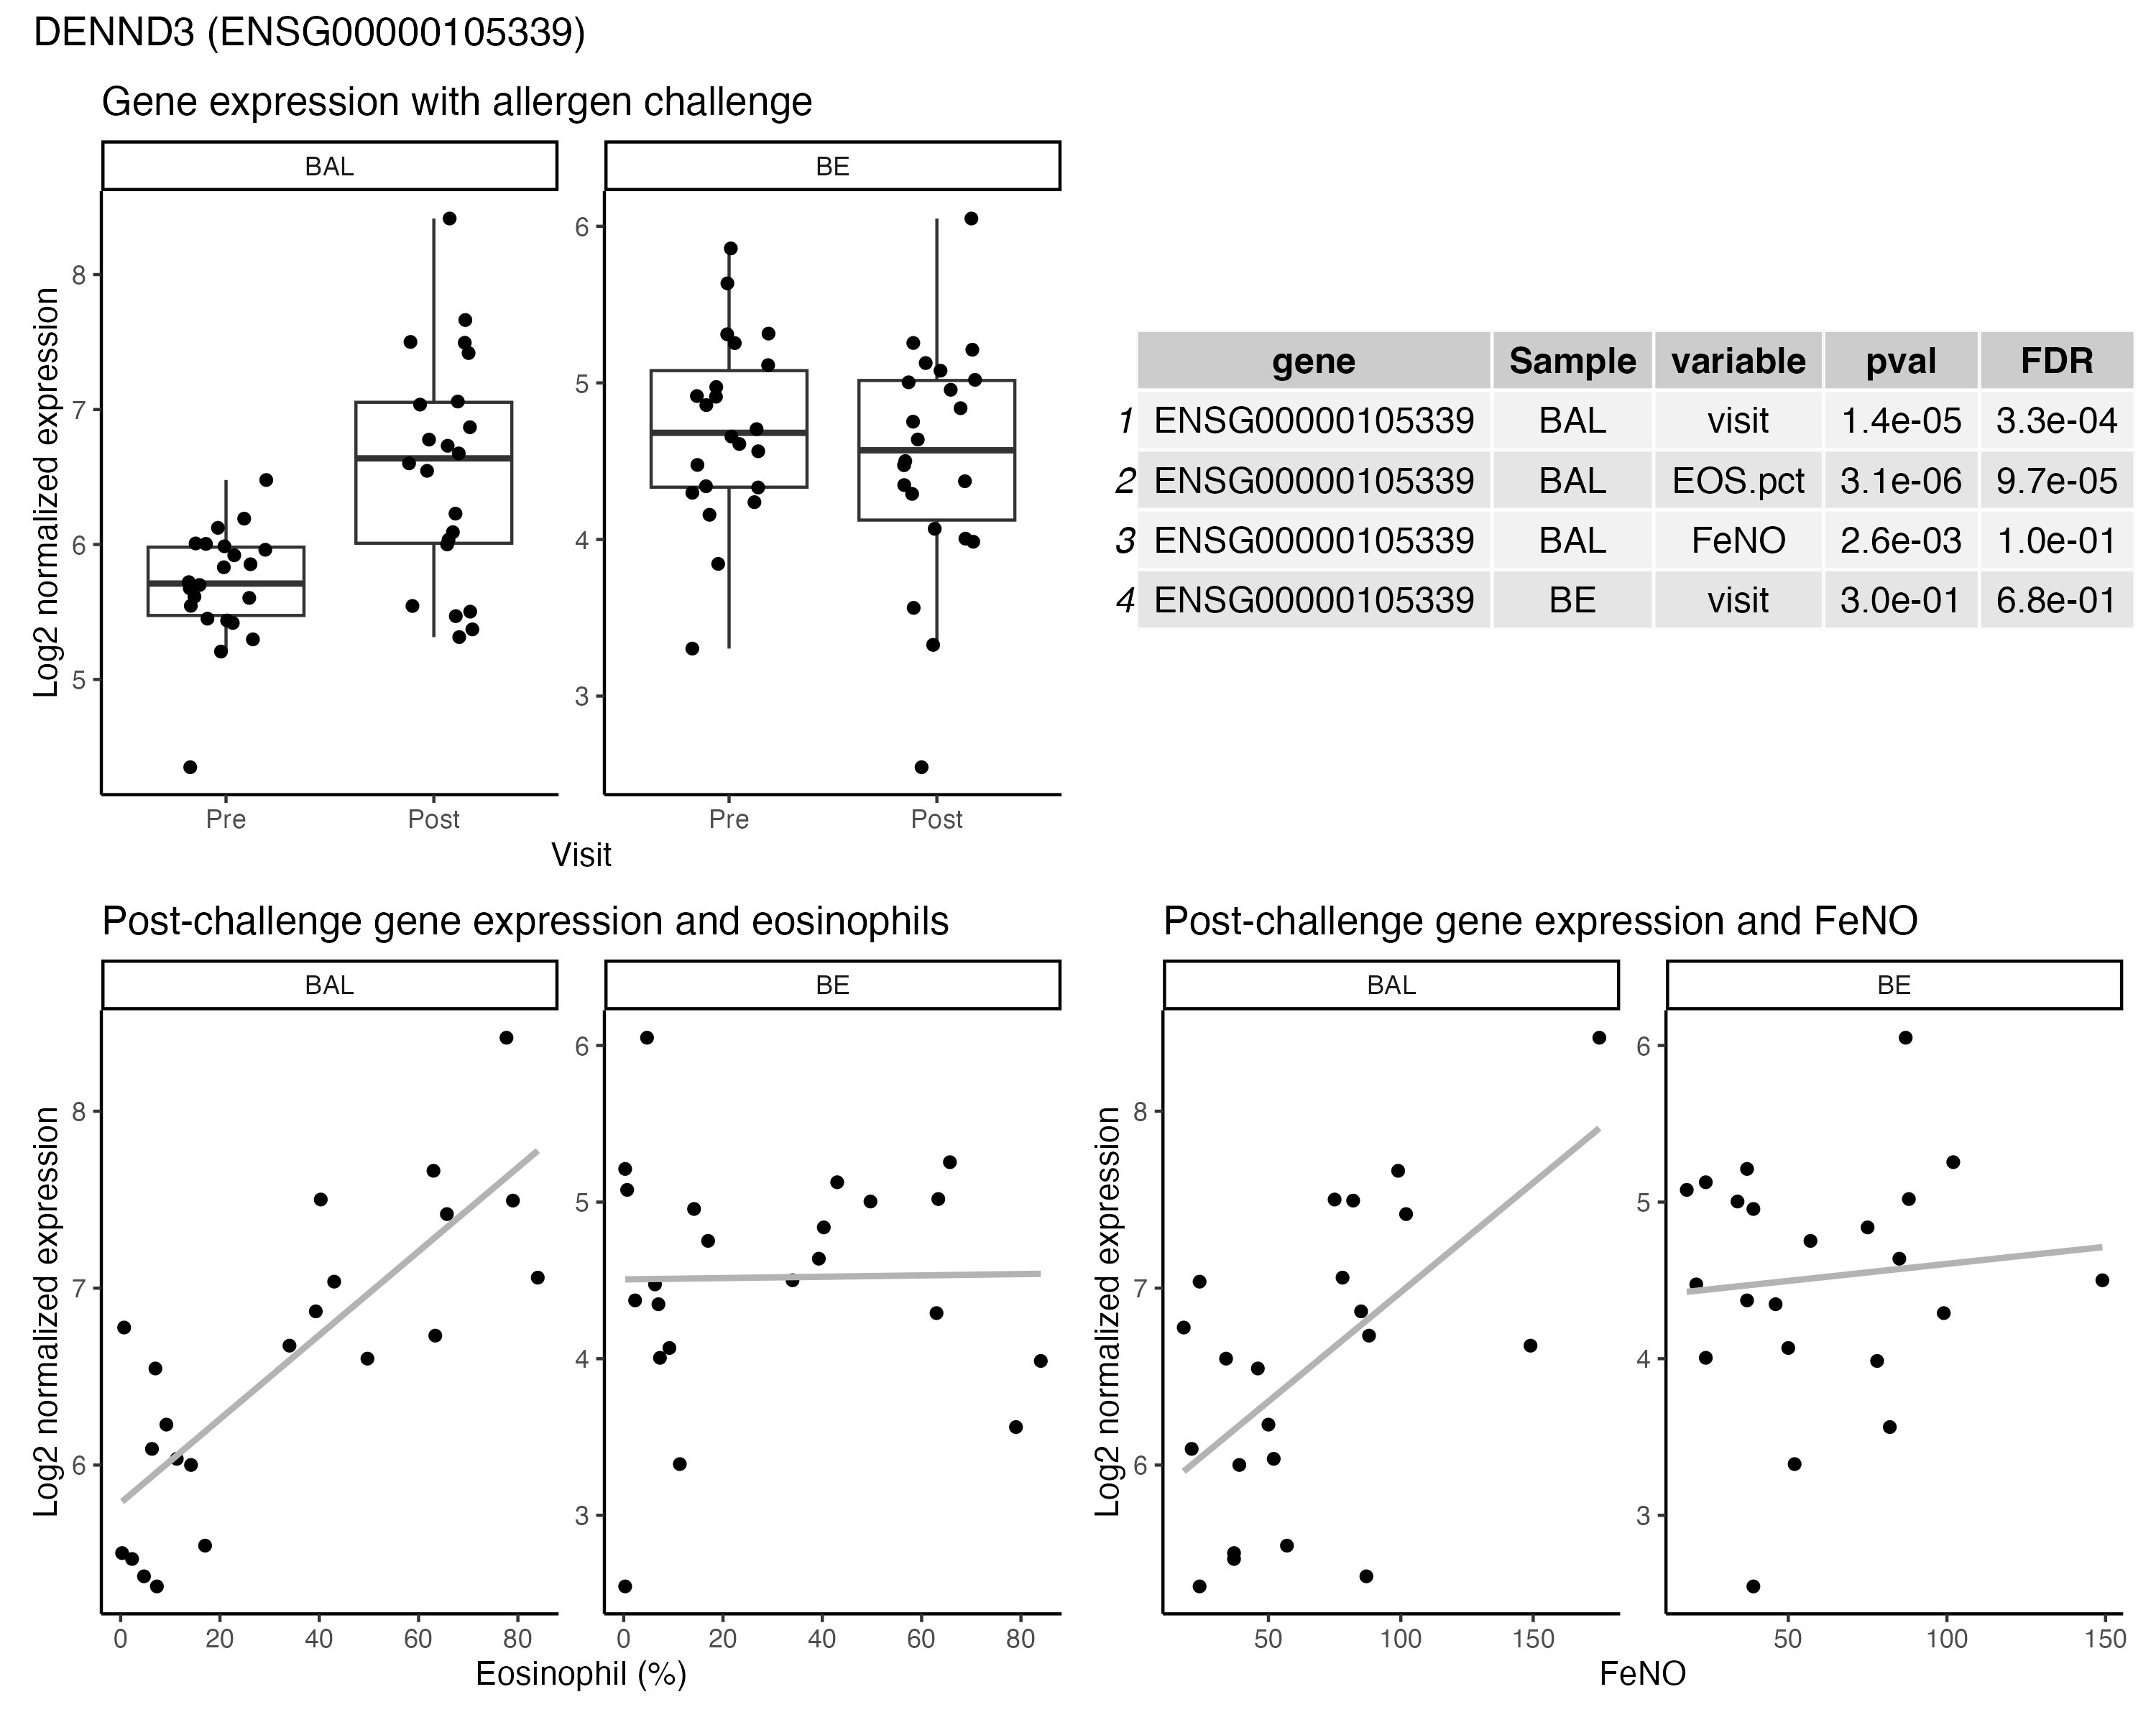 DENND3 (ENSG00000105339)
Gene expression with allergen challenge
BAL
BE
Log2 normalized expression
8
7
6
5
6
5
4
3
Pre
Post
Pre
Post
Visit
gene Sample variable pval FDR
1 ENSG00000105339 BAL visit 1.4e-05 3.3e-04
2 ENSG00000105339 BAL EOS.pct 3.1e-06 9.7e-05
3 ENSG00000105339 BAL FeNO 2.6e-03 1.0e-01
4 ENSG00000105339 BE visit 3.0e-01 6.8e-01
Post-challenge gene expression and eosinophils
BAL
BE
Log2 normalized expression
8
7
6
6
5
4
3
0 20 40 60 80
0 20 40 60 80
Eosinophil (%)
Post-challenge gene expression and FeNO
BAL
BE
Log2 normalized expression
8
7
6
6
5
4
3
50 100 150
50 100 150
FeNO